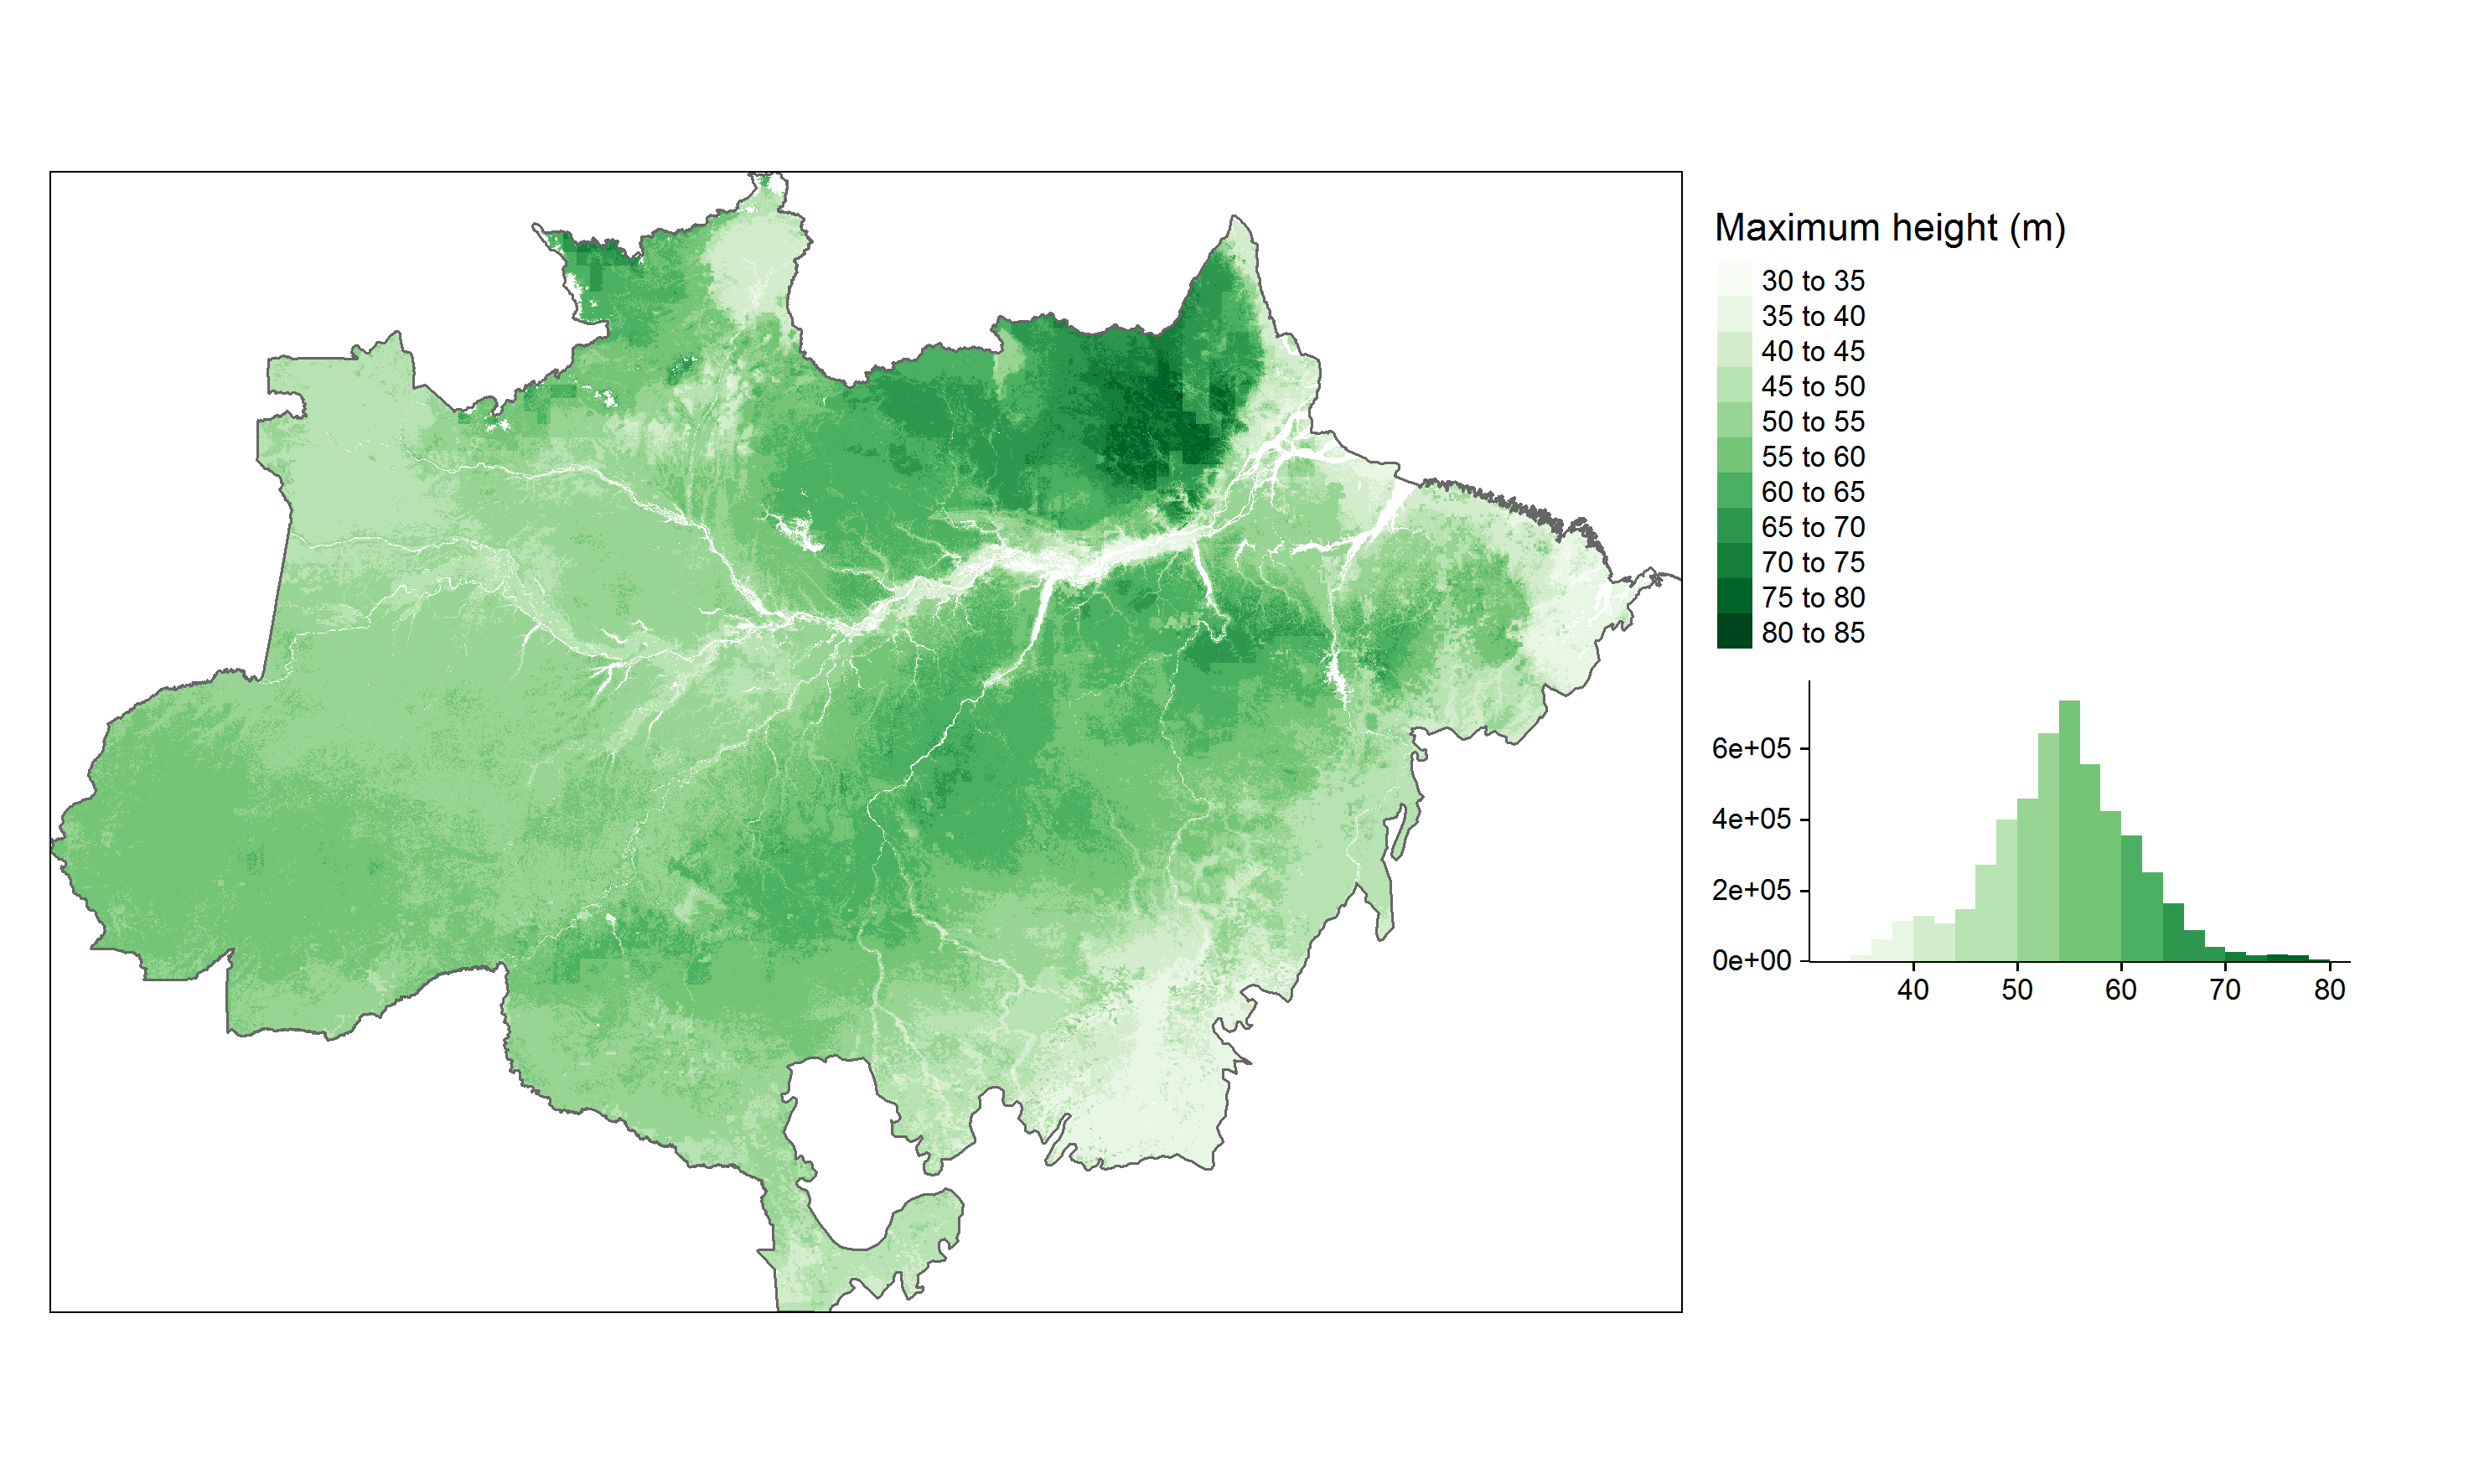 Maximum height (m)
30 to 35
35 to 40
40 to 45
45 to 50
50 to 55
55 to 60
60 to 65
65 to 70
70 to 75
75 to 80
80 to 85
6e+05
4e+05
2e+05
0e+00
40 50 60 70 80